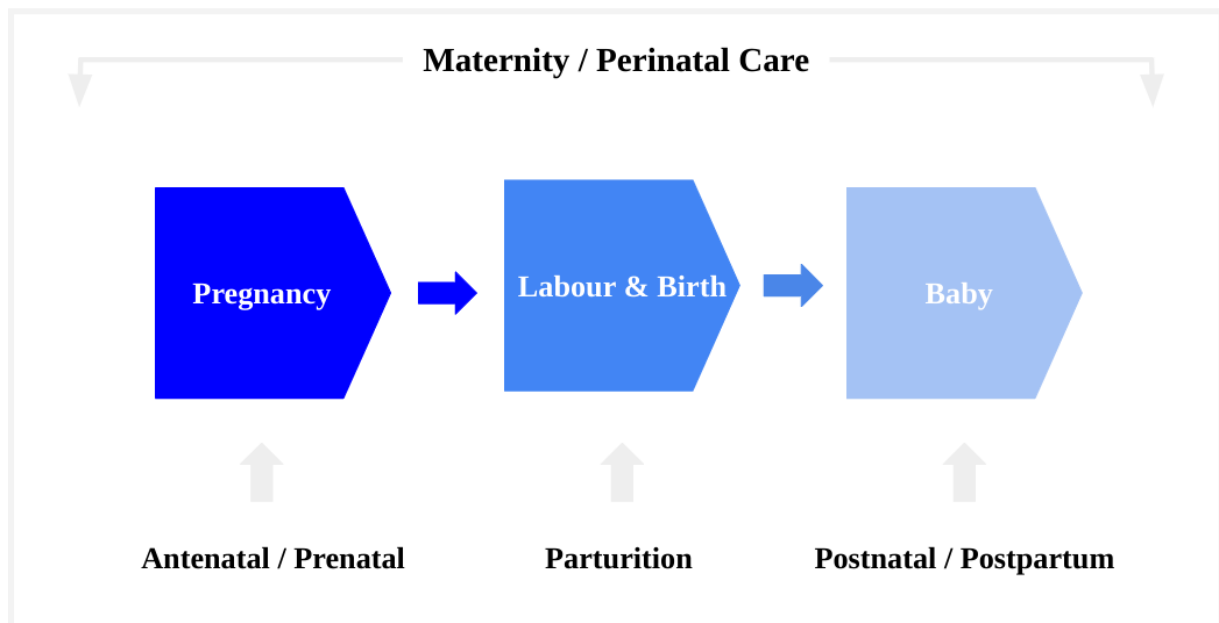 Maternity / Perinatal Care
Pregnancy
Labour & Birth
Baby
Antenatal / Prenatal
Parturition
Postnatal / Postpartum